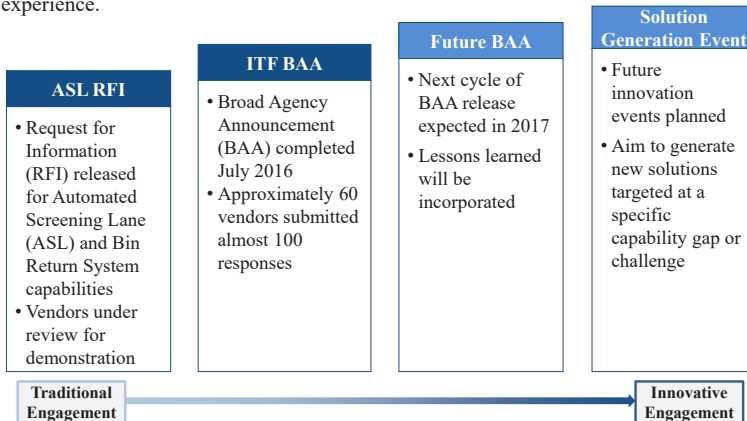 experience.
ASL RFI
• Request for
Information
(RFI) released
for Automated
Screening Lane
(ASL) and Bin
Return System
capabilities
• Vendors under
review for
demonstration
ITF BAA
• Broad Agency
Announcement
(BAA) completed
July 2016
• Approximately 60
vendors submitted
almost 100
responses
Future BAA
• Next cycle of
BAA release
expected in 2017
• Lessons learned
will be
incorporated
Solution
Generation Event
• Future
innovation
events planned
• Aim to generate
new solutions
targeted at a
specific
capability gap or
challenge
Traditional
Engagement
Innovative
Engagement